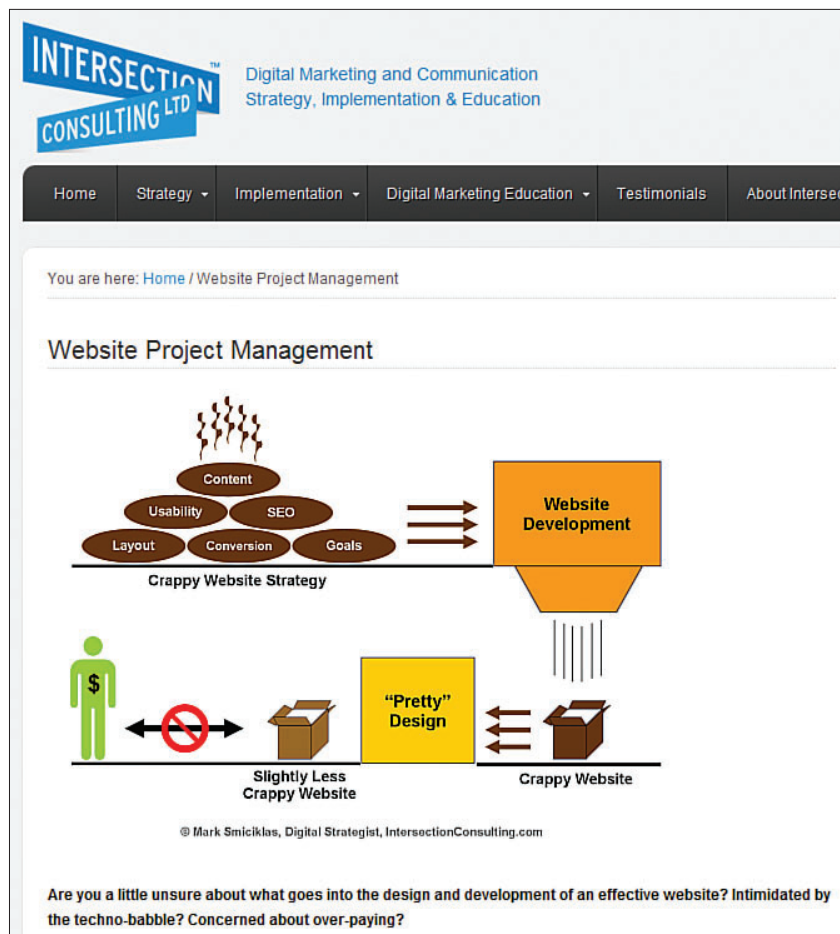 INTERSECTION™
CONSULTING LTD
Digital Marketing and Communication
Strategy, Implementation & Education
Home Strategy Implementation Digital Marketing Education Testimonials About Intersec
You are here: Home / Website Project Management
Website Project Management
Content
Usability SEO
Layout Conversion Goals
Crappy Website Strategy
Website
Development
$
"Pretty"
Design
Slightly Less
Crappy Website
Crappy Website
© Mark Smiciklas, Digital Strategist, IntersectionConsulting.com
Are you a little unsure about what goes into the design and development of an effective website? Intimidated by
the techno-babble? Concerned about over-paying?